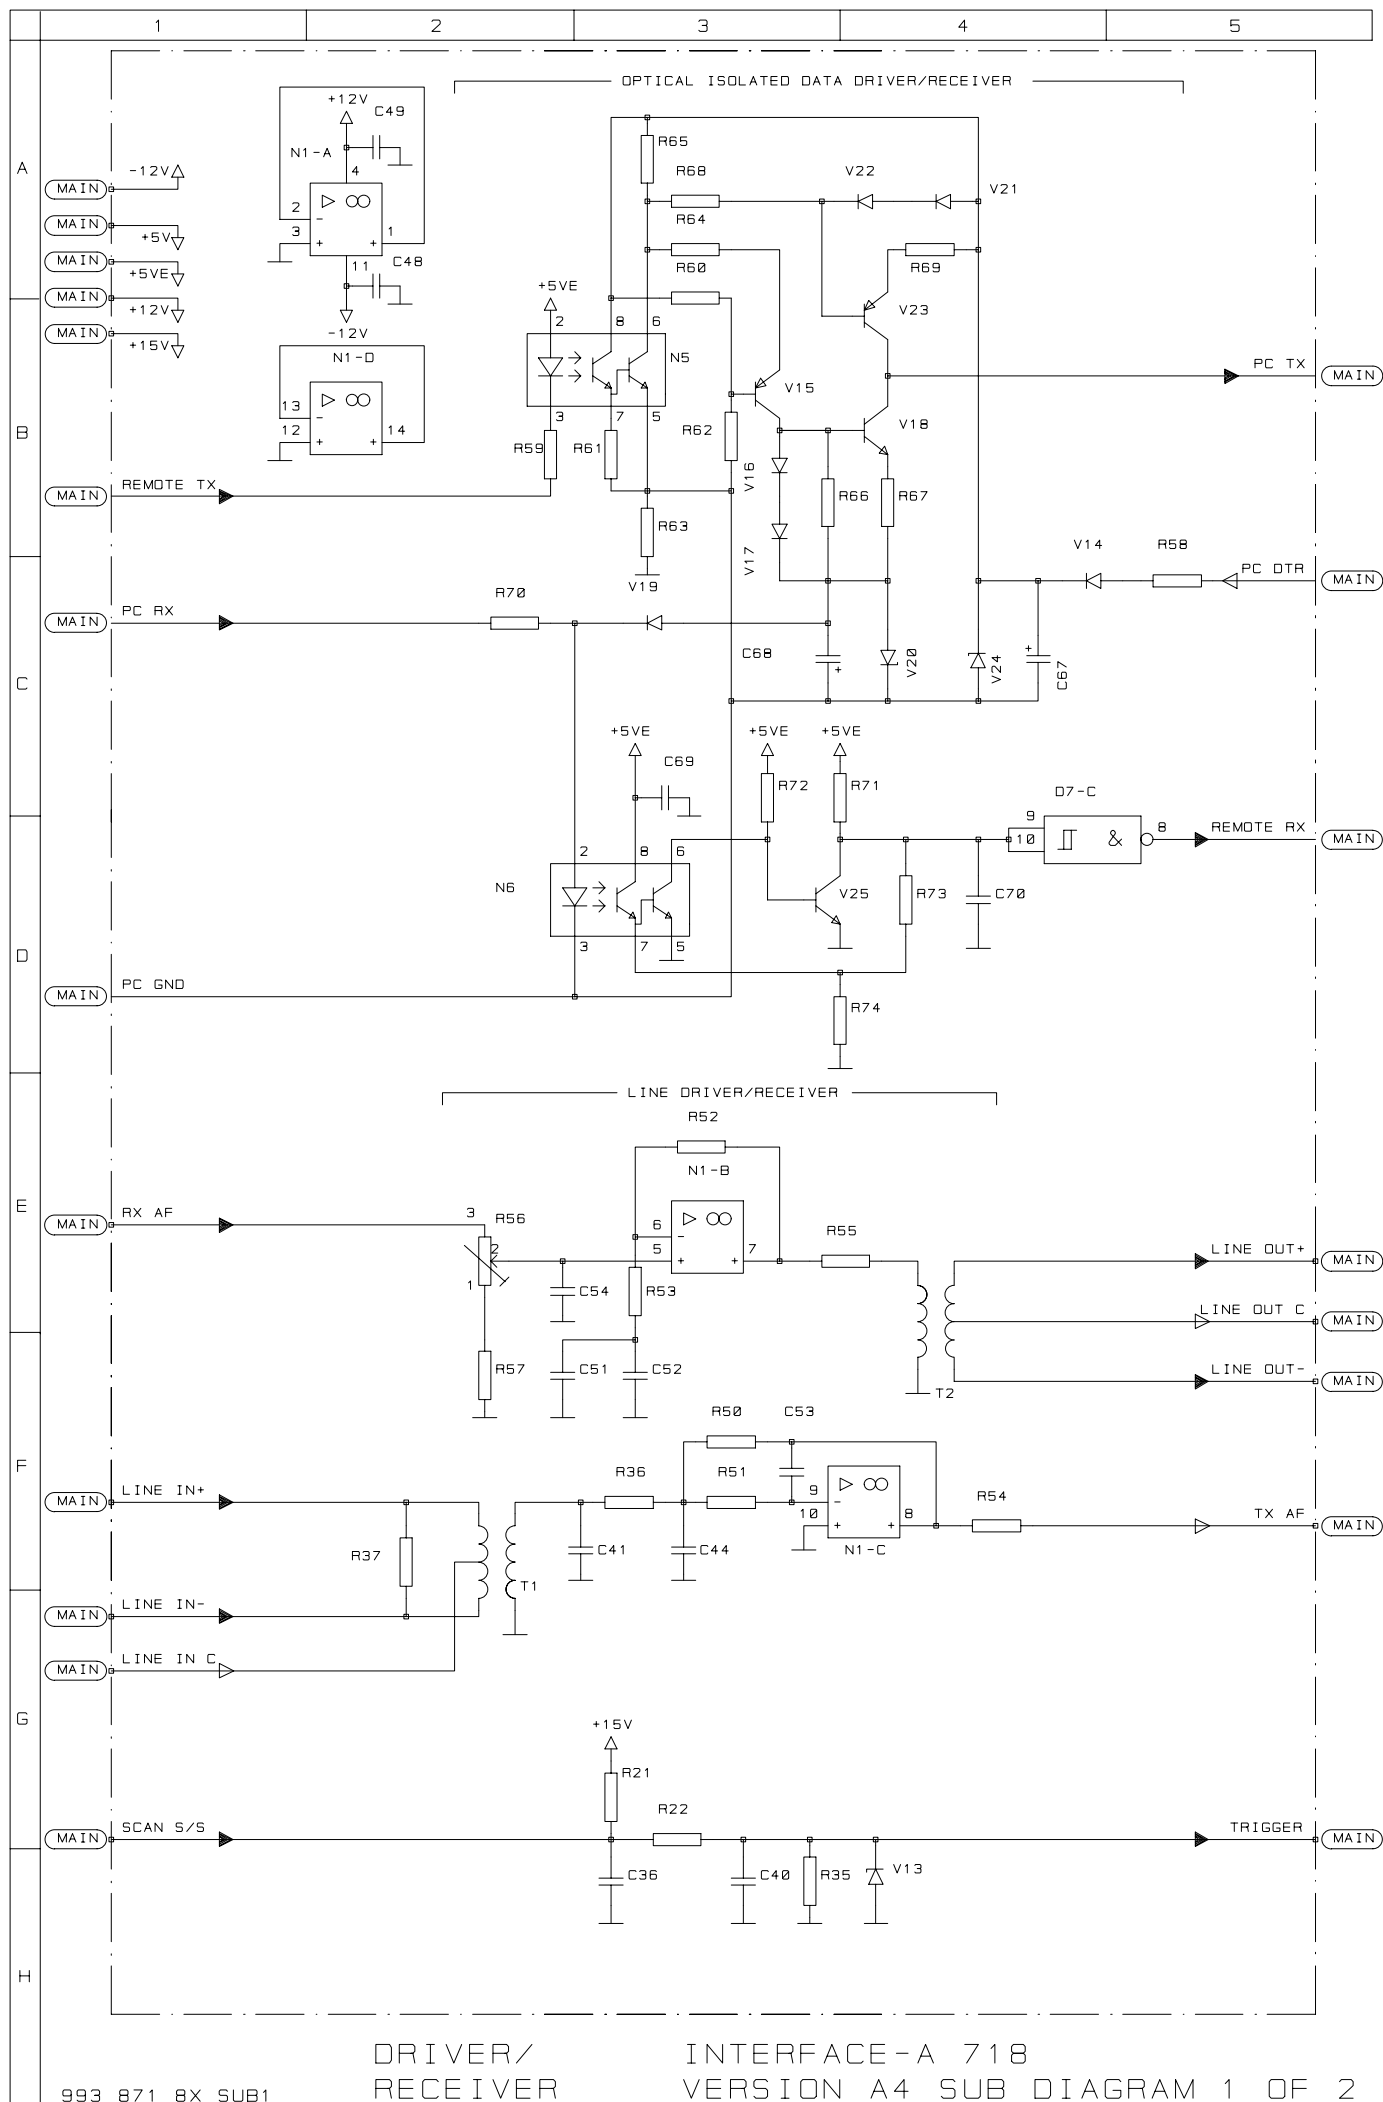 1 2 3 4 5
OPTICAL ISOLATED DATA DRIVER/RECEIVER
+12V C49
R65
A
N1-A
-12V
4
R68 V22 V21
MAIN
2
- ▷ ∞
R64
MAIN
3 + + 1
+5V
MAIN
11 C48
R60 R69
+5VE
+5VE
MAIN
+12V
2 8 6
V23
MAIN
+15V
-12V
N1-D
N5
PC TX MAIN
▷ ∞
V15
13 -
12 + + 14
3 7 5
B
R59 R61 R62 V18
V16 R66 R67
MAIN REMOTE TX
R63
V17
V14 R58
V19
PC DTR MAIN
R70
MAIN PC RX
C68 + V20 V24 + C67
C
+5VE +5VE +5VE
C69
R72 R71
D7-C
9
10 & 8
REMOTE RX MAIN
2 8 6
N6
V25 R73 C70
3 7 5
D
MAIN PC GND
R74
LINE DRIVER/RECEIVER
R52
N1-B
E
MAIN RX AF
3 R56
▷ ∞
6 -
5 + + 7
R55
LINE OUT+ MAIN
2
1
C54 R53
LINE OUT C MAIN
R57 C51 C52
LINE OUT- MAIN
T2
R50 C53
F
R36 R51
▷ ∞
MAIN LINE IN+
9 -
10 + + 8
R54
TX AF MAIN
R37 C41 C44 N1-C
T1
MAIN LINE IN-
MAIN LINE IN C
G
+15V
R21
R22
MAIN SCAN S/S
TRIGGER MAIN
C36 C40 R35 V13
H
DRIVER/ INTERFACE-A 718
993 871 8X SUB1 RECEIVER VERSION A4 SUB DIAGRAM 1 OF 2